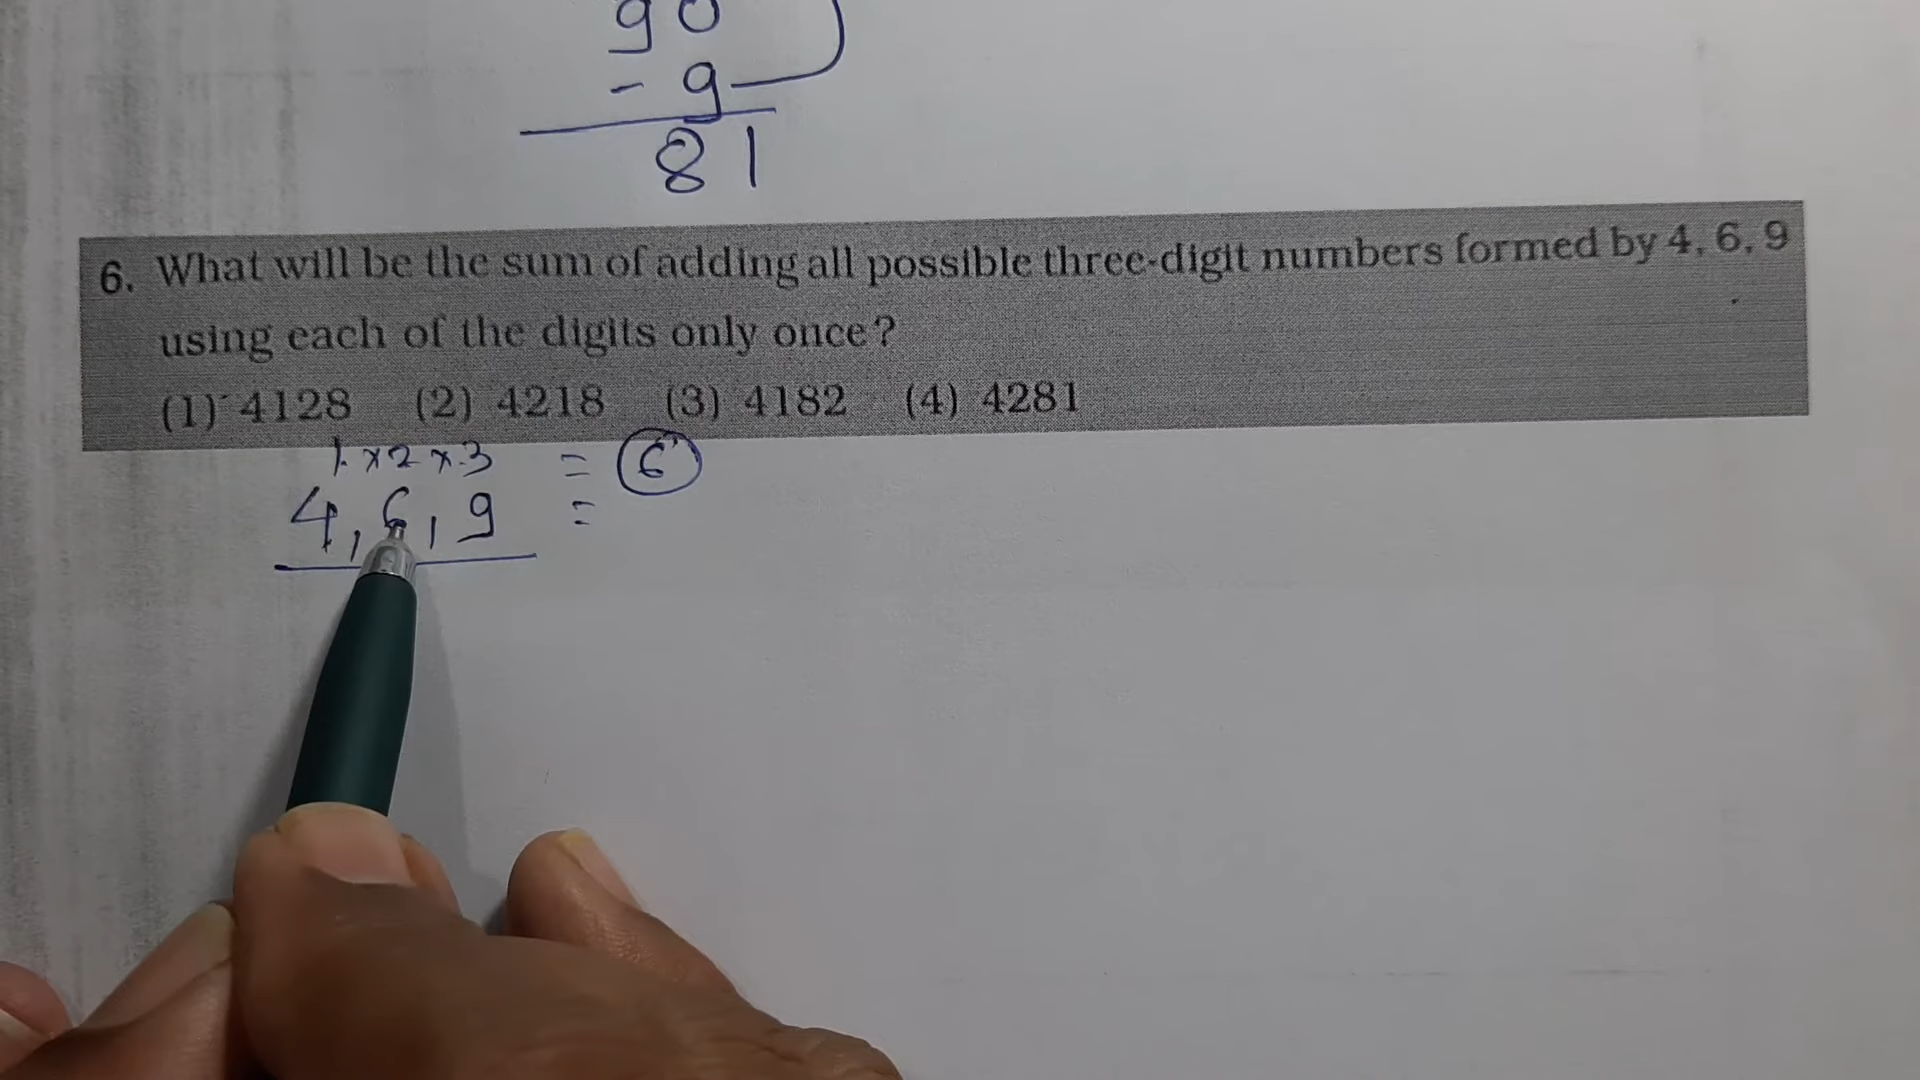 90
- 9
81
6. What will be the sum of adding all possible three-digit numbers formed by 4, 6, 9
using each of the digits only once?
(1) 4128 (2) 4218 (3) 4182 (4) 4281
1 × 2 × 3 = 6
4, 6, 9 =